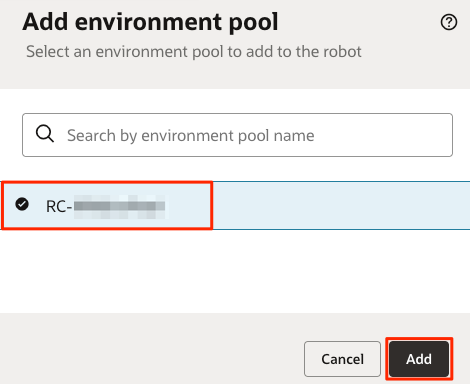 Add environment pool
Select an environment pool to add to the robot
Search by environment pool name
RC-
Cancel
Add